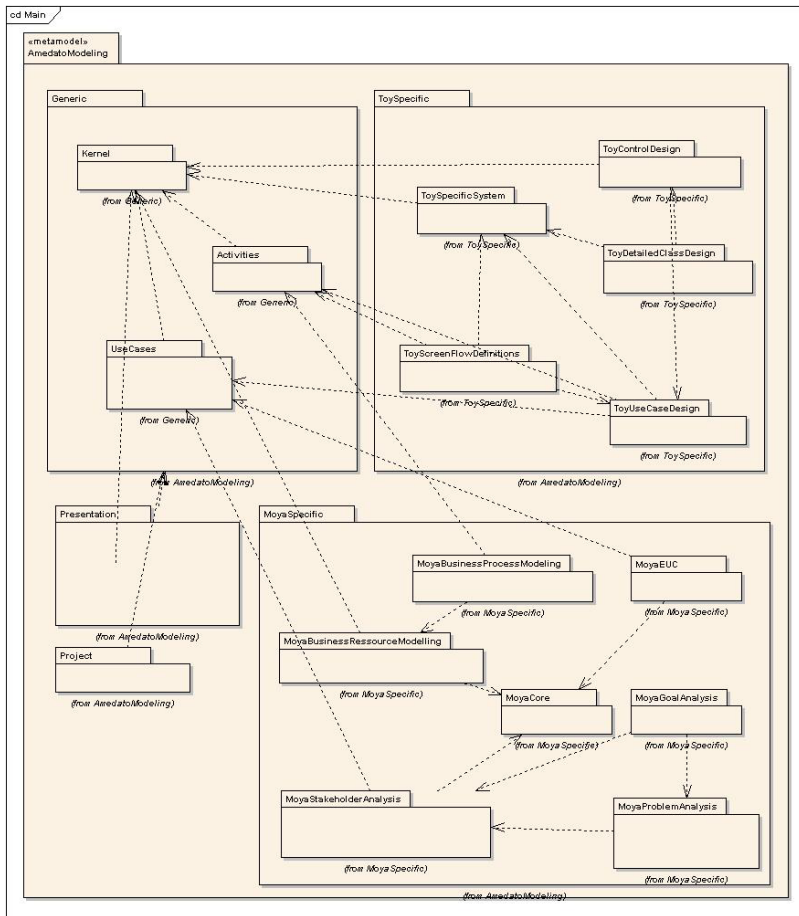 cd Main
«metamodel»
AmedatoModeling
Generic
Kernel
(from Generic)
Activities
(from Generic)
UseCases
(from Generic)
(from AmedatoModeling)
ToySpecific
ToyControlDesign
(from ToySpecific)
ToySpecificSystem
(from ToySpecific)
ToyDetailedClassDesign
(from ToySpecific)
ToyScreenFlowDefinitions
(from ToySpecific)
ToyUseCaseDesign
(from ToySpecific)
(from AmedatoModeling)
Presentation
(from AmedatoModeling)
Project
(from AmedatoModeling)
MoyaSpecific
MoyaBusinessProcessModeling
(from MoyaSpecific)
MoyaEUC
(from MoyaSpecific)
MoyaBusinessRessourceModelling
(from MoyaSpecific)
MoyaCore
(from MoyaSpecific)
MoyaGoalAnalysis
(from MoyaSpecific)
MoyaStakeholderAnalysis
(from MoyaSpecific)
MoyaProblemAnalysis
(from MoyaSpecific)
(from AmedatoModeling)